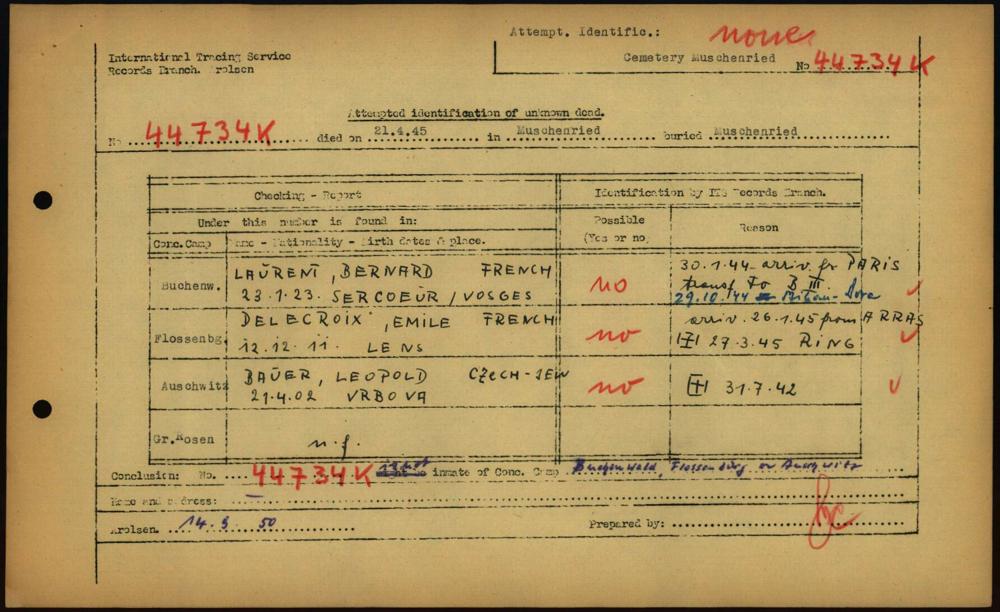 Attempt. Identific.: none
International Tracing Service
Records Branch. Arolsen
Cemetery Muschenried No 44734K
Attempted identification of unknown dead.
No 44734K died on 21.4.45 in Muschenried buried Muschenried
Checking - Report Identification by ITS Records Branch.
Under this number is found in: Possible (Yes or no) Reason
Conc.Camp Name - Nationality - Birth dates & place.
Buchenw. LAURENT, BERNARD FRENCH no 30.1.44 arriv. fr PARIS
23.1.23. SERCOEUR / VOSGES transf to B III.
29.10.44 Dora
Flossenbg. DELECROIX, EMILE FRENCH no arriv. 26.1.45 from ARRAS
12.12.11. LENS 27.3.45 RING
Auschwitz BAUER, LEOPOLD CZECH-JEW no 31.7.42
21.4.02 VRBOVA
Gr.Rosen n.f.
Conclusion: No. 44734K is not inmate of Conc. Camp Buchenwald, Flossenbürg or Auschwitz
Name and address:
Arolsen. 14.9 50 Prepared by: